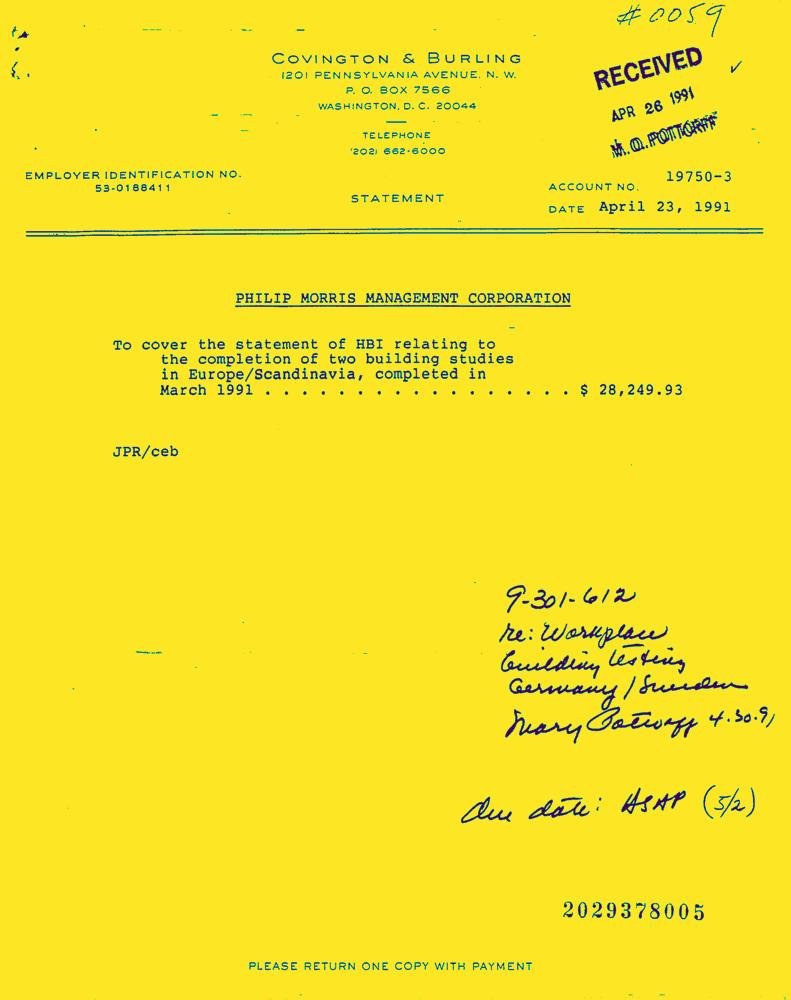 # 0059
COVINGTON & BURLING
1201 PENNSYLVANIA AVENUE, N. W.
P. O. BOX 7566
WASHINGTON, D. C. 20044
TELEPHONE
(202) 662-6000
RECEIVED
APR 26 1991
M.Q.POTTORFF
EMPLOYER IDENTIFICATION NO.
53-0188411
STATEMENT
ACCOUNT NO. 19750-3
DATE April 23, 1991
PHILIP MORRIS MANAGEMENT CORPORATION
To cover the statement of HBI relating to
the completion of two building studies
in Europe/Scandinavia, completed in
March 1991 . . . . . . . . . . . . . . . . . $ 28,249.93
JPR/ceb
9-301-612
Re: Workplace
building testing
Germany/Sweden
Mary Pottorff 4.30.91
Due date: ASAP (5/2)
2029378005
PLEASE RETURN ONE COPY WITH PAYMENT